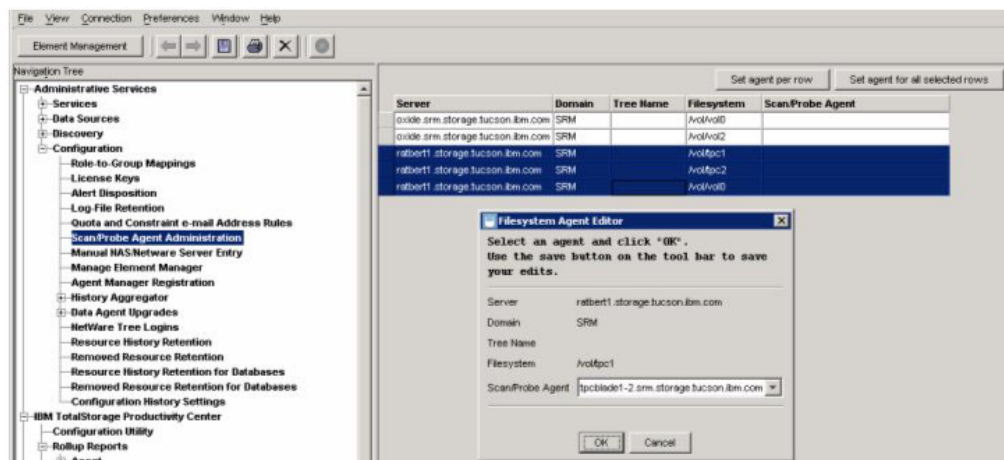 File View Connection Preferences Window Help
Element Management
Navigation Tree
Administrative Services
Services
Data Sources
Discovery
Configuration
Role-to-Group Mappings
License Keys
Alert Disposition
Log-File Retention
Quota and Constraint e-mail Address Rules
Scan/Probe Agent Administration
Manual NAS/Netware Server Entry
Manage Element Manager
Agent Manager Registration
History Aggregator
Data Agent Upgrades
NetWare Tree Logins
Resource History Retention
Removed Resource Retention
Resource History Retention for Databases
Removed Resource Retention for Databases
Configuration History Settings
IBM TotalStorage Productivity Center
Configuration Utility
Rollup Reports
Set agent per row Set agent for all selected rows
Server Domain Tree Name Filesystem Scan/Probe Agent
oxide.srm.storage.tucson.ibm.com SRM /vol/vol0
oxide.srm.storage.tucson.ibm.com SRM /vol/vol2
ratbert1.storage.tucson.ibm.com SRM /vol/tpc1
ratbert1.storage.tucson.ibm.com SRM /vol/tpc2
ratbert1.storage.tucson.ibm.com SRM /vol/vol0
Filesystem Agent Editor
Select an agent and click "OK".
Use the save button on the tool bar to save
your edits.
Server ratbert1.storage.tucson.ibm.com
Domain SRM
Tree Name
Filesystem /vol/tpc1
Scan/Probe Agent tpcblade1-2.srm.storage.tucson.ibm.com
OK Cancel